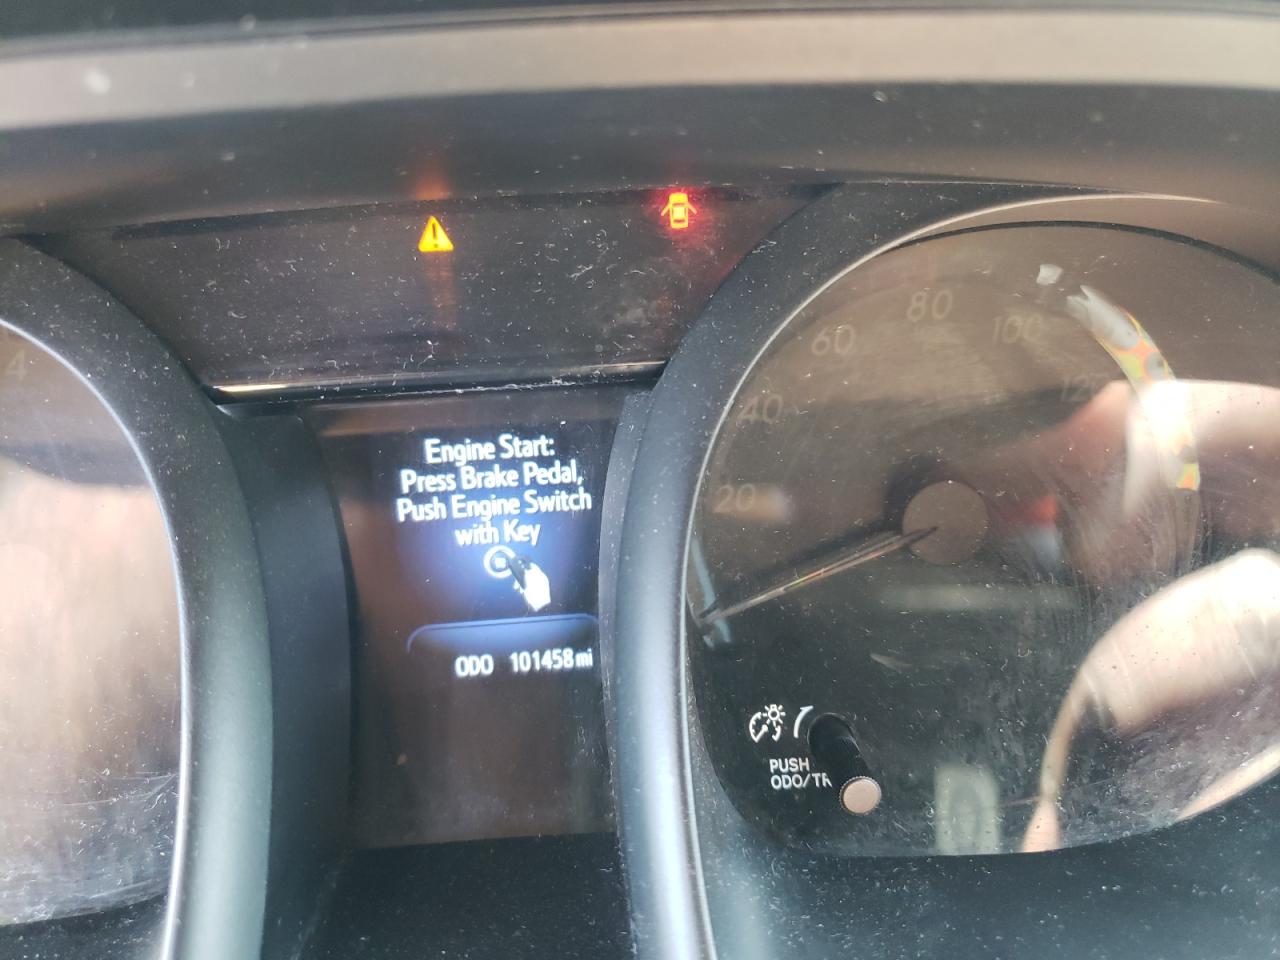 Engine Start:
Press Brake Pedal,
Push Engine Switch
with Key
ODO 101458 mi
4
20
40
60
80
100
PUSH
ODO/TR